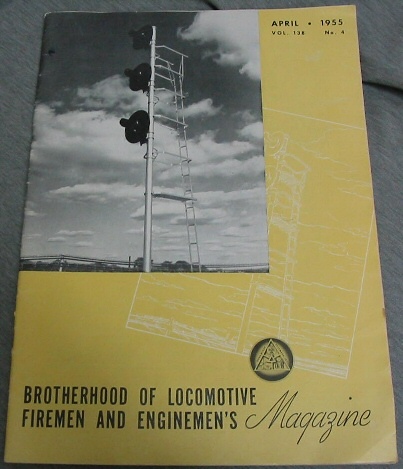 APRIL • 1955
VOL. 138 No. 4
BROTHERHOOD OF LOCOMOTIVE
FIREMEN AND ENGINEMEN'S Magazine